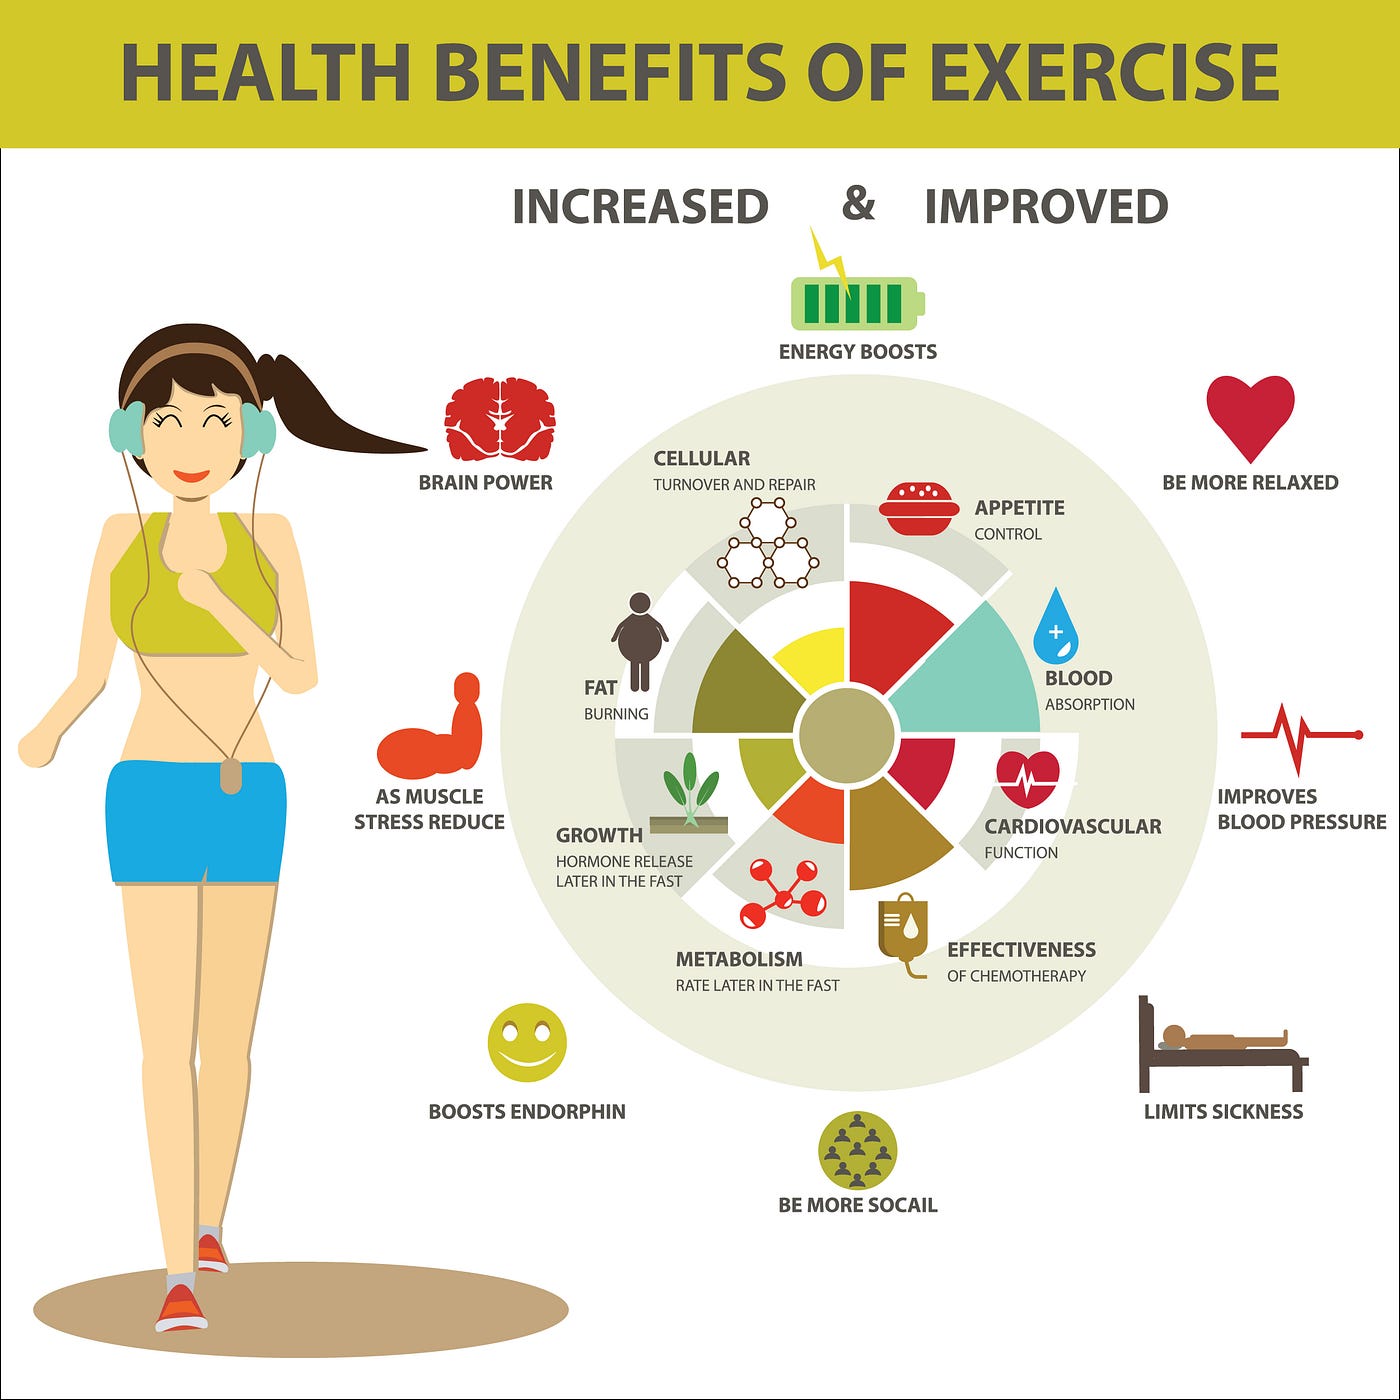 HEALTH BENEFITS OF EXERCISE
INCREASED & IMPROVED
ENERGY BOOSTS
BRAIN POWER
BE MORE RELAXED
CELLULAR
TURNOVER AND REPAIR
APPETITE
CONTROL
FAT
BURNING
BLOOD
ABSORPTION
AS MUSCLE
STRESS REDUCE
IMPROVES
BLOOD PRESSURE
GROWTH
HORMONE RELEASE
LATER IN THE FAST
CARDIOVASCULAR
FUNCTION
METABOLISM
RATE LATER IN THE FAST
EFFECTIVENESS
OF CHEMOTHERAPY
BOOSTS ENDORPHIN
LIMITS SICKNESS
BE MORE SOCAIL